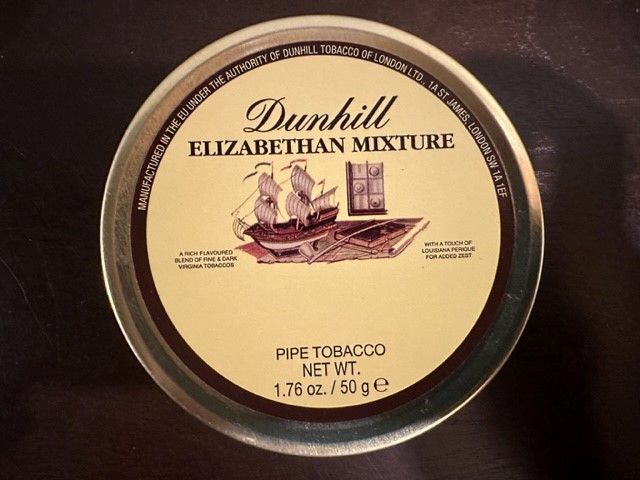 MANUFACTURED IN THE EU UNDER THE AUTHORITY OF DUNHILL TOBACCO OF LONDON LTD., 1A ST JAMES, LONDON SW 1A 1EF
Dunhill
ELIZABETHAN MIXTURE
A RICH FLAVOURED
BLEND OF FINE & DARK
VIRGINIA TOBACCOS
WITH A TOUCH OF
LOUISIANA PERIQUE
FOR ADDED ZEST
PIPE TOBACCO
NET WT.
1.76 oz. / 50 g ℮